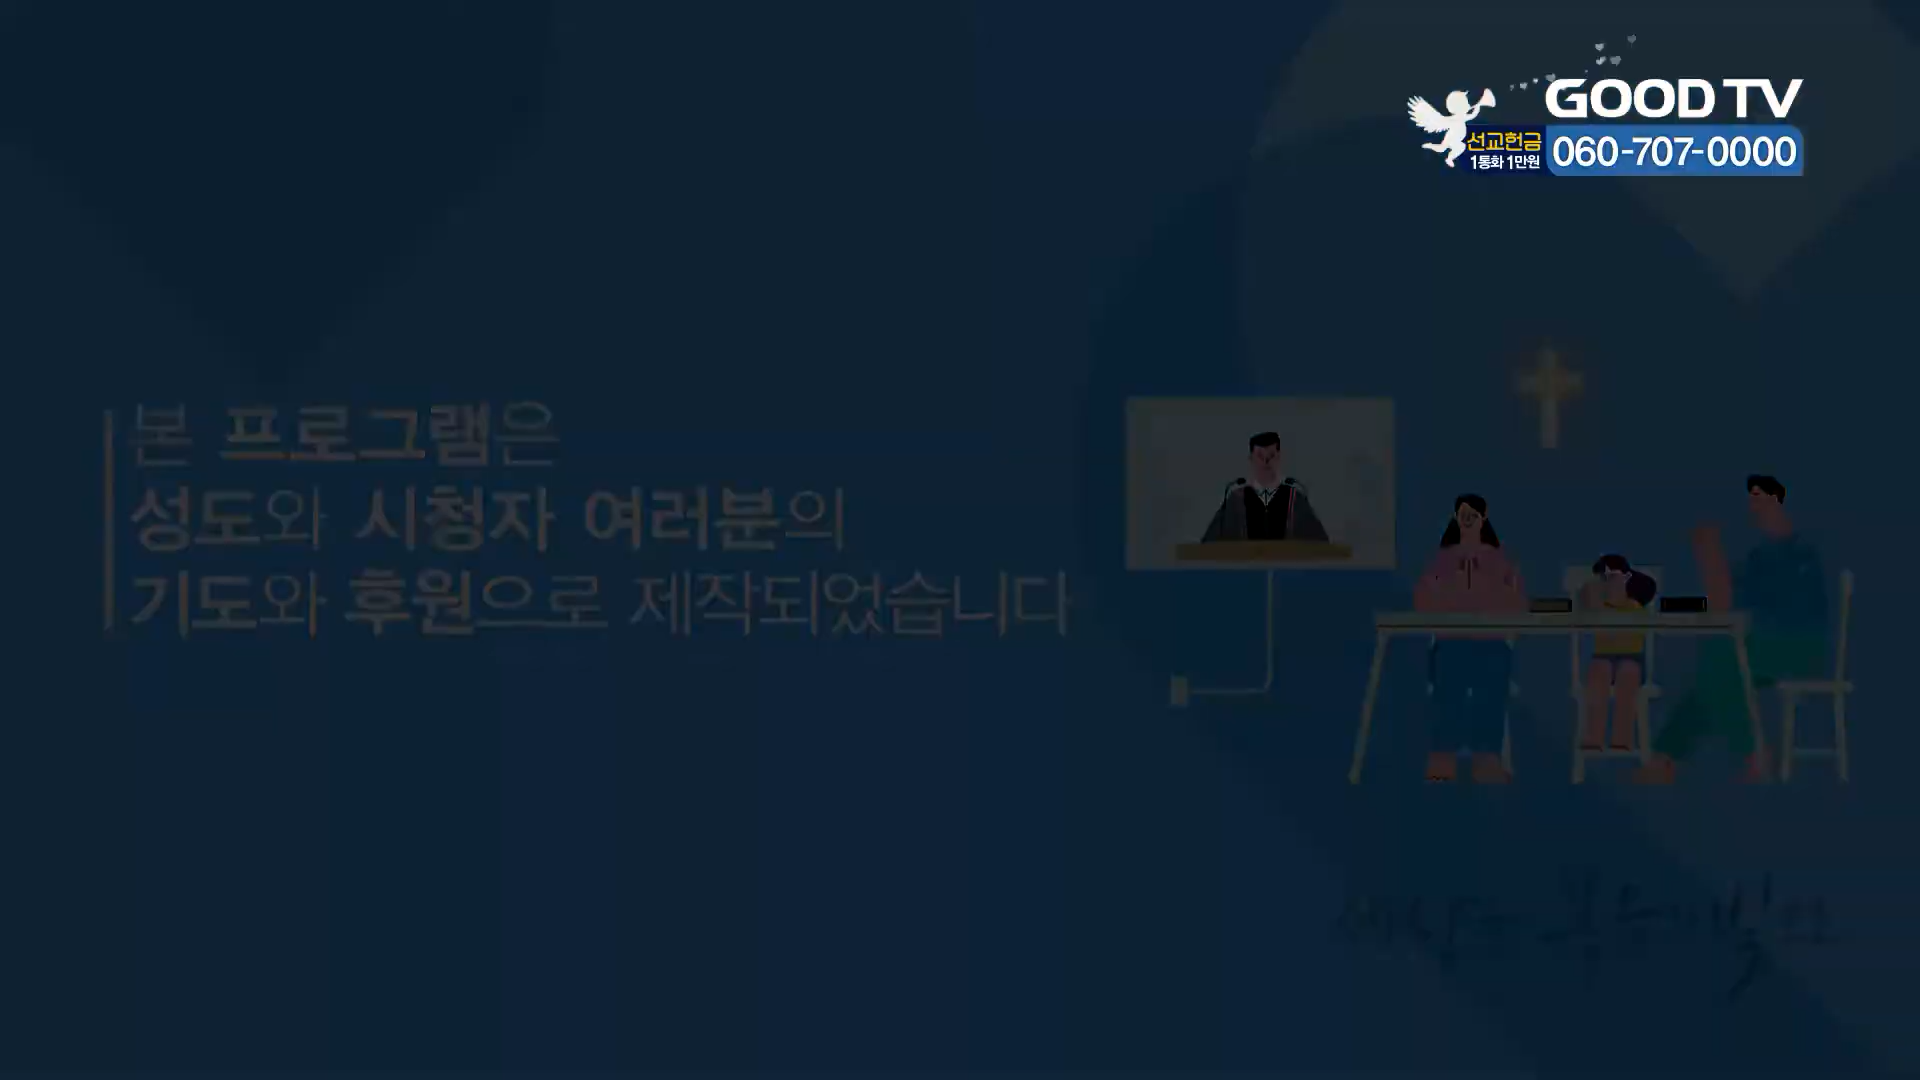 GOOD TV
선교헌금
1통화 1만원
060-707-0000
본 프로그램은
성도와 시청자 여러분의
기도와 후원으로 제작되었습니다